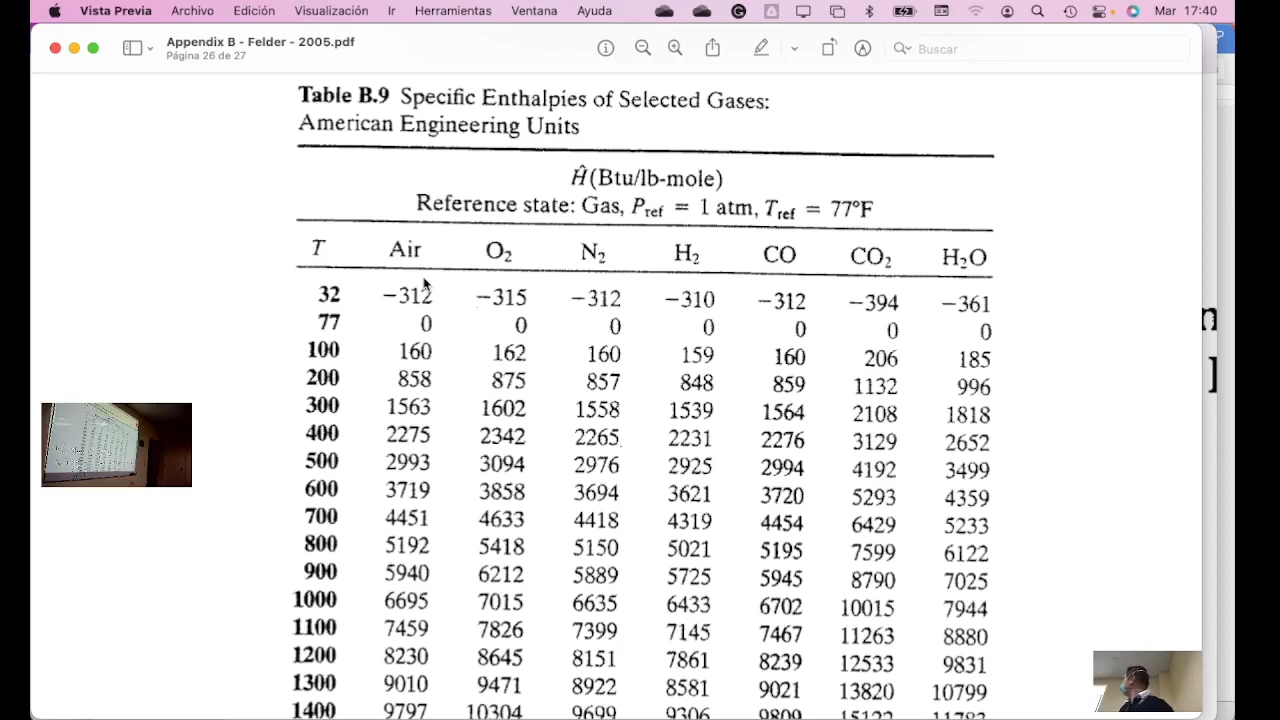 Vista Previa Archivo Edición Visualización Ir Herramientas Ventana Ayuda Mar 17:40
Appendix B - Felder - 2005.pdf
Página 26 de 27
Buscar
Table B.9 Specific Enthalpies of Selected Gases:
American Engineering Units
Ĥ(Btu/lb-mole)
Reference state: Gas, P_ref = 1 atm, T_ref = 77°F
T Air O₂ N₂ H₂ CO CO₂ H₂O
32 −312 −315 −312 −310 −312 −394 −361
77 0 0 0 0 0 0 0
100 160 162 160 159 160 206 185
200 858 875 857 848 859 1132 996
300 1563 1602 1558 1539 1564 2108 1818
400 2275 2342 2265 2231 2276 3129 2652
500 2993 3094 2976 2925 2994 4192 3499
600 3719 3858 3694 3621 3720 5293 4359
700 4451 4633 4418 4319 4454 6429 5233
800 5192 5418 5150 5021 5195 7599 6122
900 5940 6212 5889 5725 5945 8790 7025
1000 6695 7015 6635 6433 6702 10015 7944
1100 7459 7826 7399 7145 7467 11263 8880
1200 8230 8645 8151 7861 8239 12533 9831
1300 9010 9471 8922 8581 9021 13820 10799
1400 9797 10304 9699 9306 9809